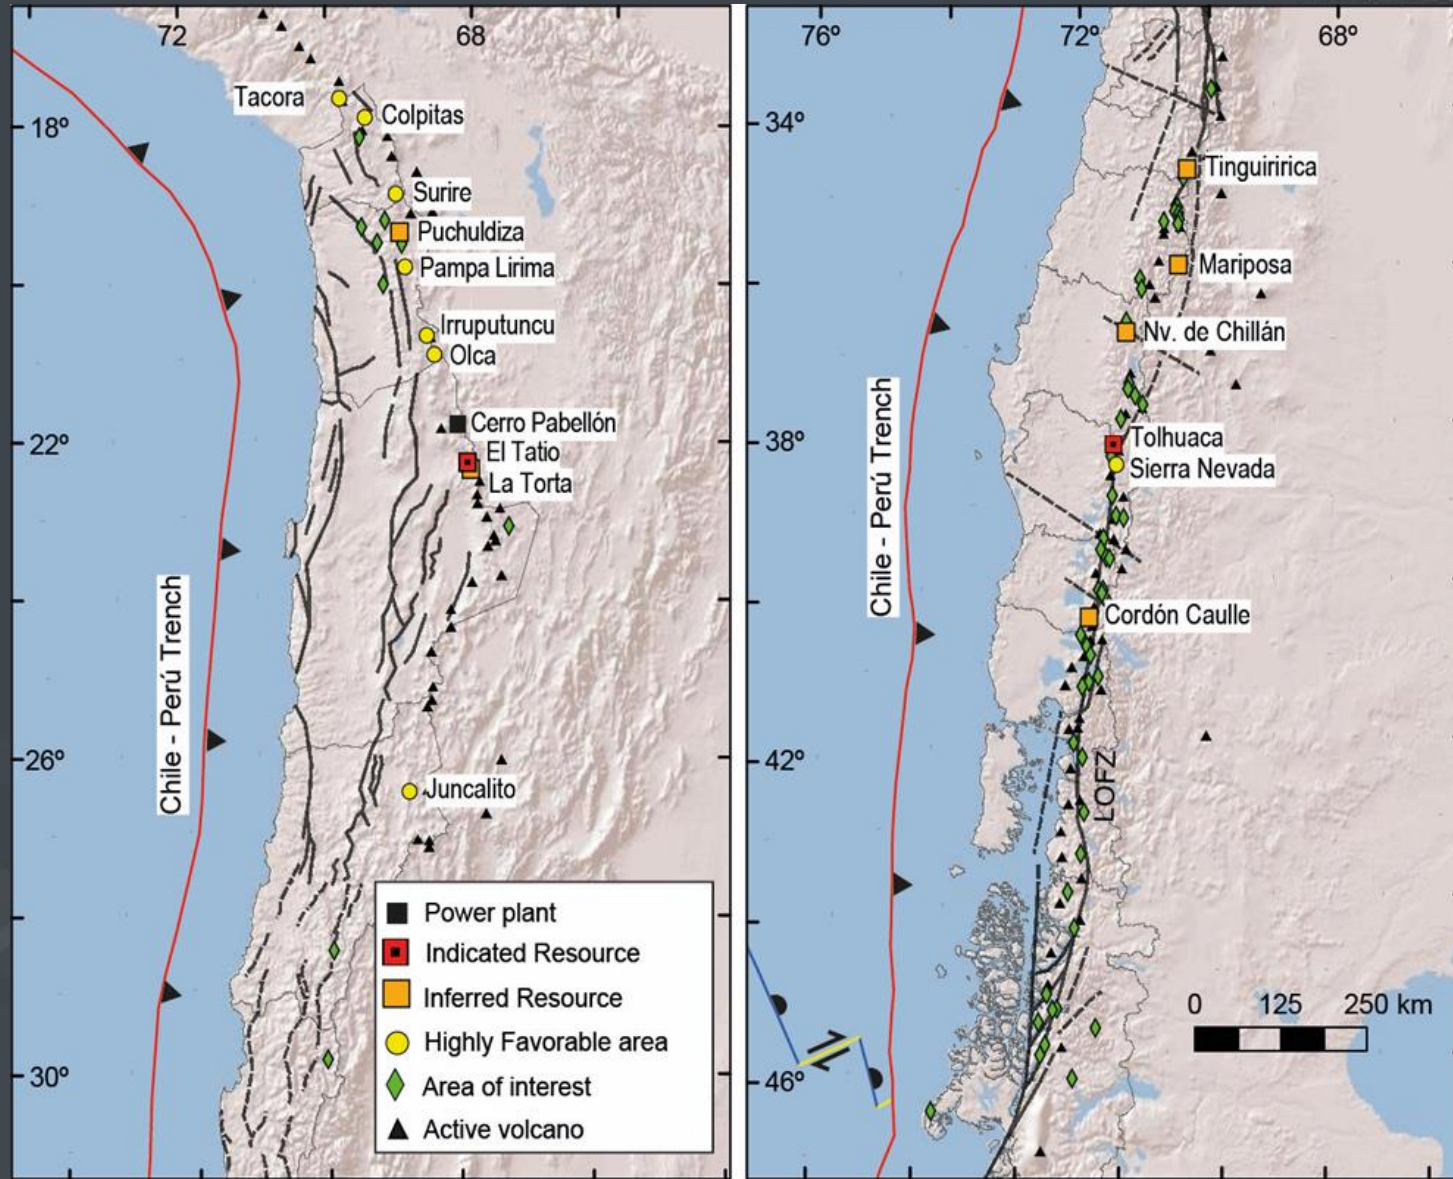 72
68
Tacora
Colpitas
18º
Surire
Puchuldiza
Pampa Lirima
Irruputuncu
Olca
Cerro Pabellón
22º
El Tatio
La Torta
Chile - Perú Trench
26º
Juncalito
Power plant
Indicated Resource
Inferred Resource
Highly Favorable area
Area of interest
Active volcano
30º
76º
72º
68º
34º
Tinguiririca
Mariposa
Nv. de Chillán
Chile - Perú Trench
38º
Tolhuaca
Sierra Nevada
Cordón Caulle
42º
LOFZ
0 125 250 km
46º